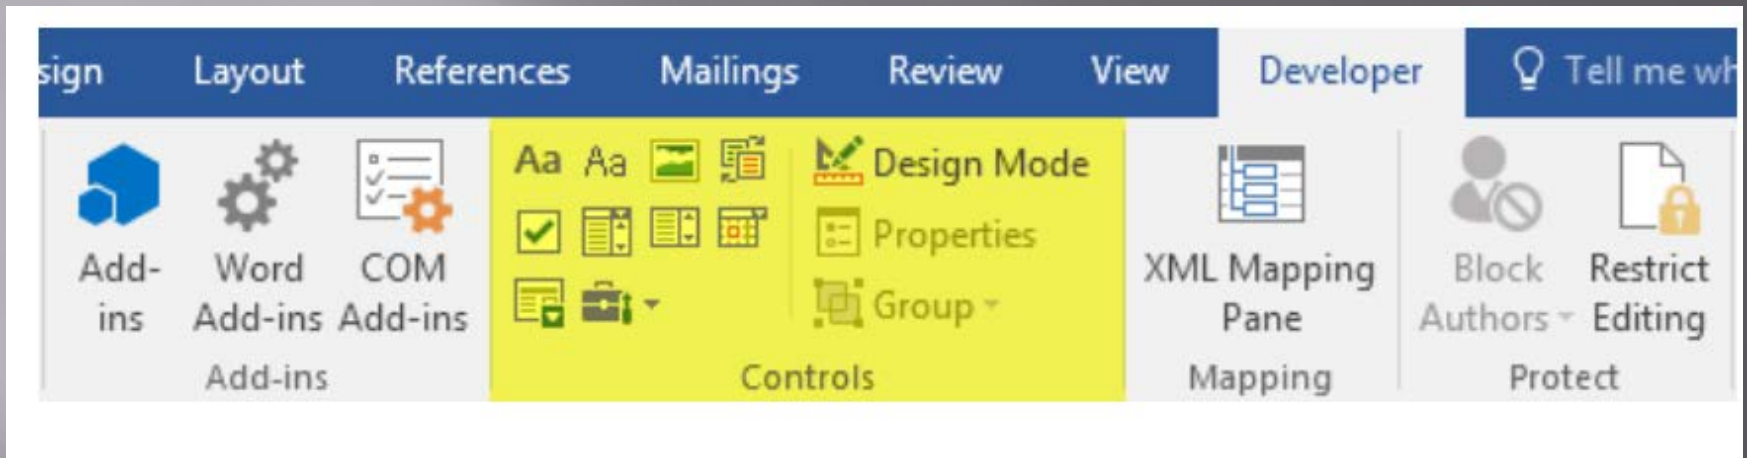 sign Layout References Mailings Review View Developer Tell me wh
Aa Aa Design Mode
Properties
Group
Add-
ins
Word
Add-ins
COM
Add-ins
XML Mapping
Pane
Block
Authors
Restrict
Editing
Add-ins Controls Mapping Protect